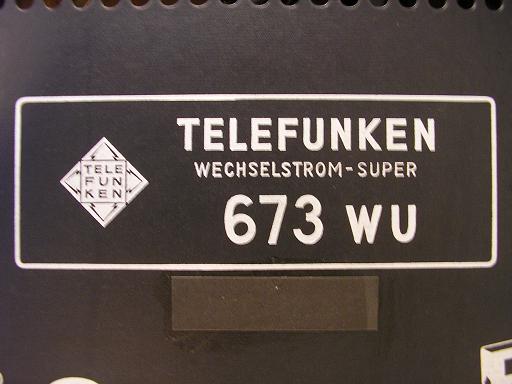 TELEFUNKEN
WECHSELSTROM-SUPER
673 WU
TELE
FUN
KEN